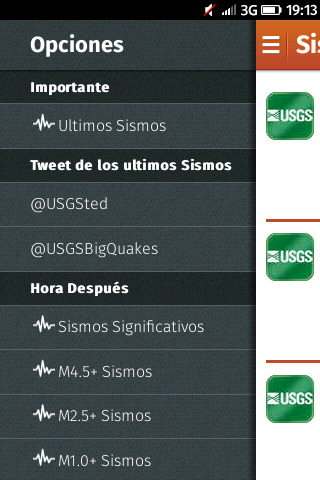 3G 19:13
Opciones
Sis
Importante
Ultimos Sismos
USGS
Tweet de los ultimos Sismos
@USGSted
@USGSBigQuakes
USGS
Hora Después
Sismos Significativos
M4.5+ Sismos
USGS
M2.5+ Sismos
M1.0+ Sismos